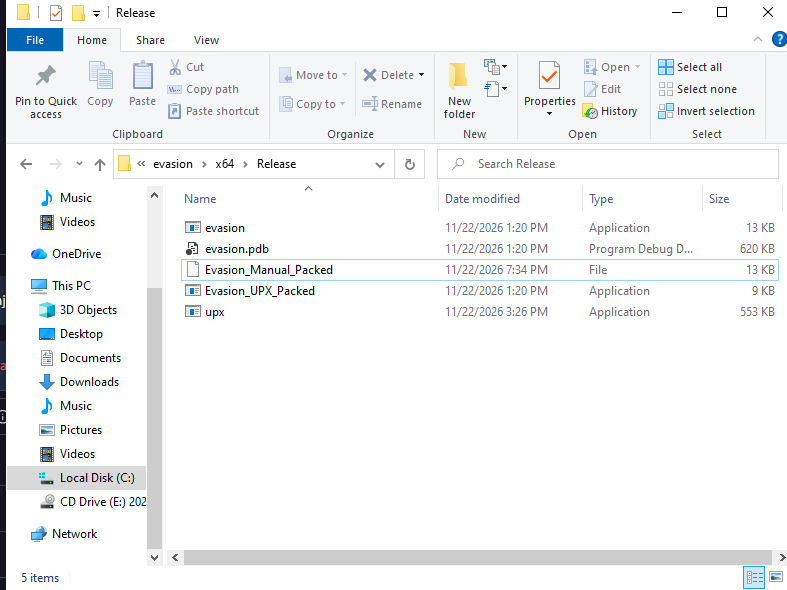 Release
File Home Share View
Pin to Quick access
Copy
Paste
Cut
Copy path
Paste shortcut
Clipboard
Move to
Copy to
Delete
Rename
Organize
New folder
New
Properties
Open
Edit
History
Open
Select all
Select none
Invert selection
Select
« evasion › x64 › Release
Search Release
Music
Videos
OneDrive
This PC
3D Objects
Desktop
Documents
Downloads
Music
Pictures
Videos
Local Disk (C:)
CD Drive (E:) 202
Network
Name Date modified Type Size
evasion 11/22/2026 1:20 PM Application 13 KB
evasion.pdb 11/22/2026 1:20 PM Program Debug D... 620 KB
Evasion_Manual_Packed 11/22/2026 7:34 PM File 13 KB
Evasion_UPX_Packed 11/22/2026 1:20 PM Application 9 KB
upx 11/22/2026 3:26 PM Application 553 KB
5 items